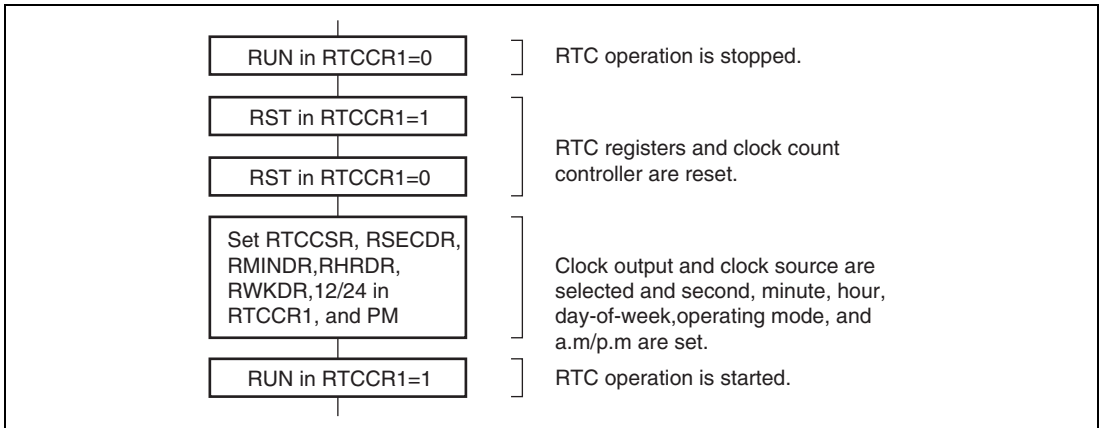 RUN in RTCCR1=0
RTC operation is stopped.
RST in RTCCR1=1
RST in RTCCR1=0
RTC registers and clock count
controller are reset.
Set RTCCSR, RSECDR,
RMINDR,RHRDR,
RWKDR,12/24 in
RTCCR1, and PM
Clock output and clock source are
selected and second, minute, hour,
day-of-week,operating mode, and
a.m/p.m are set.
RUN in RTCCR1=1
RTC operation is started.